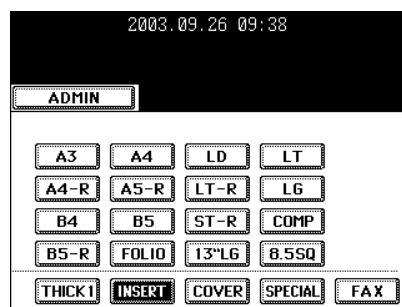 2003.09.26 09:38
ADMIN
A3 A4 LD LT
A4-R A5-R LT-R LG
B4 B5 ST-R COMP
B5-R FOLIO 13"LG 8.5SQ
THICK1 INSERT COVER SPECIAL FAX